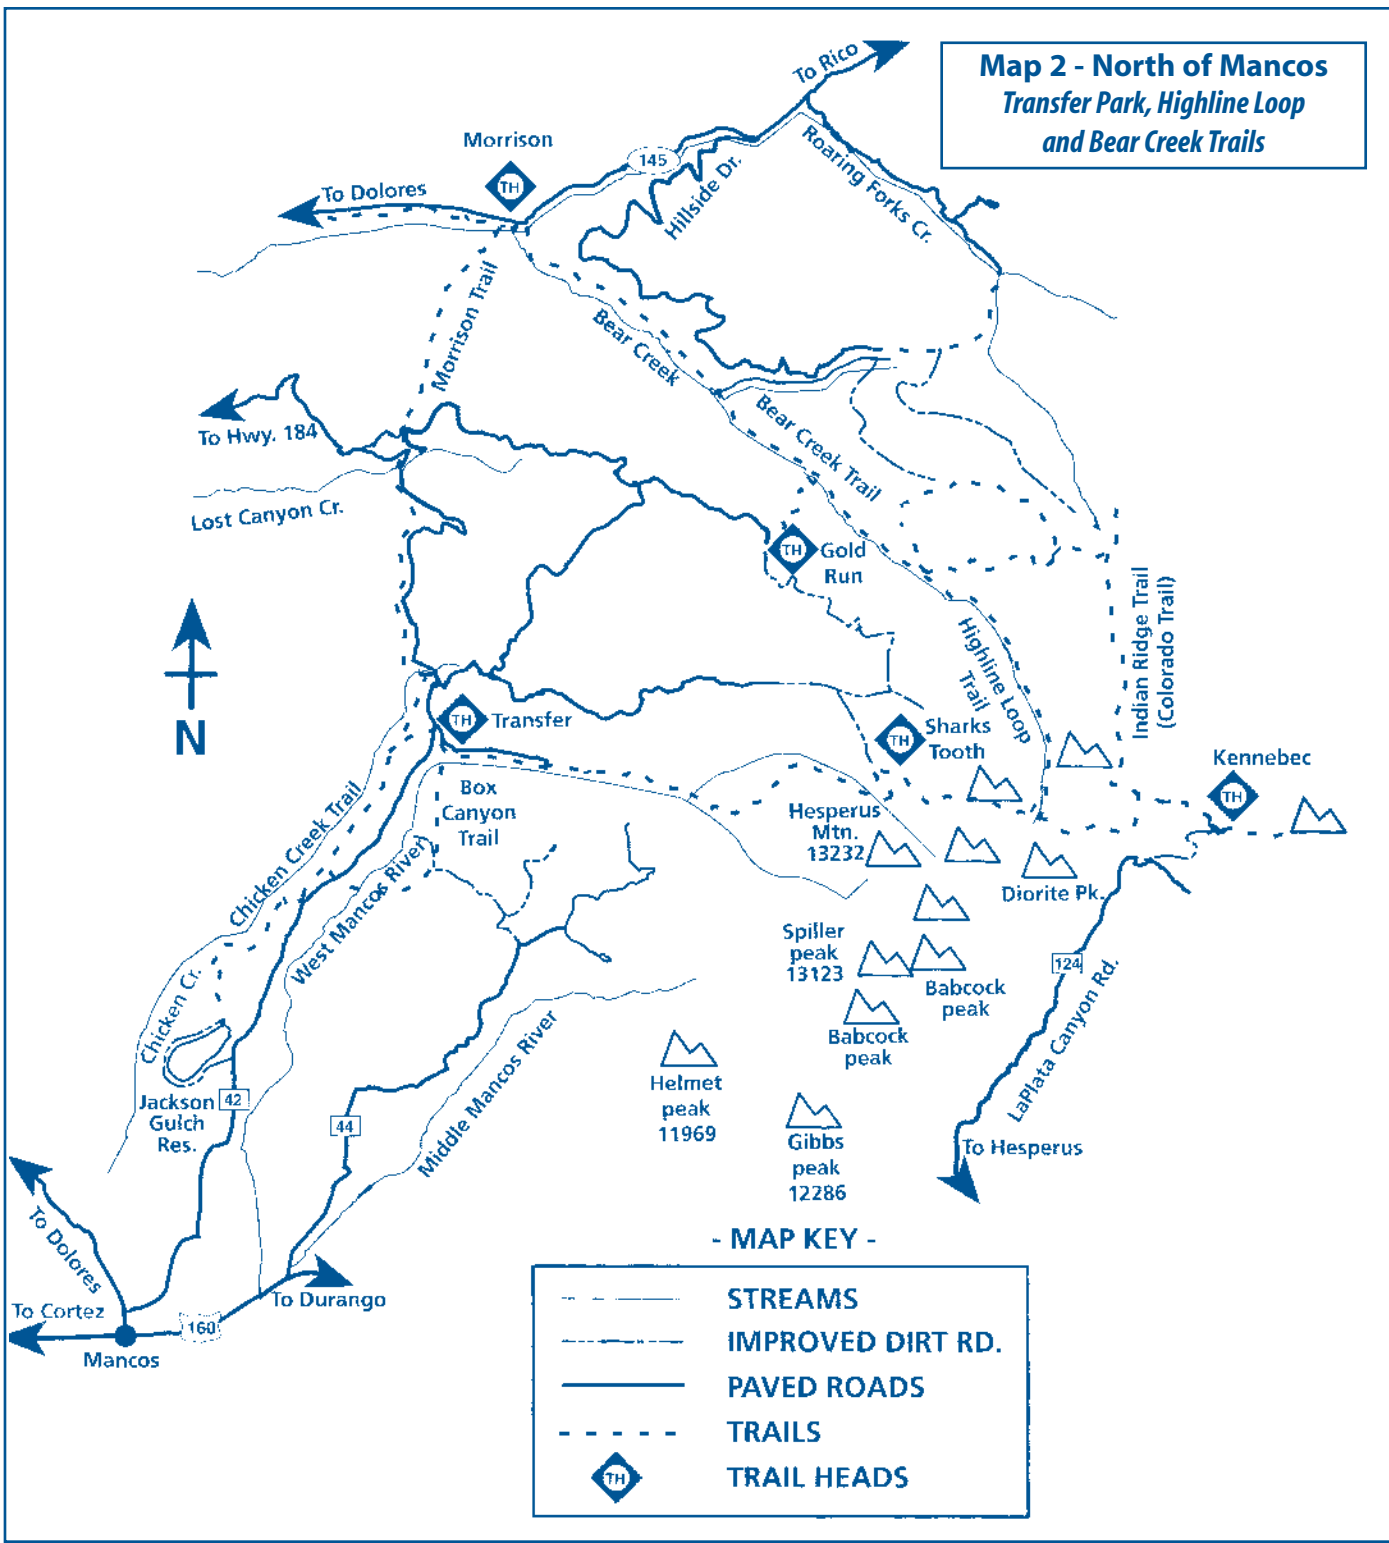 Map 2 - North of Mancos
Transfer Park, Highline Loop
and Bear Creek Trails
To Rico
Morrison
TH
145
To Dolores
Hillside Dr.
Roaring Forks Cr.
Morrison Trail
Bear Creek
To Hwy. 184
Bear Creek Trail
Lost Canyon Cr.
TH
Gold
Run
Indian Ridge Trail
(Colorado Trail)
Highline Loop
Trail
N
TH
Transfer
TH
Sharks
Tooth
Kennebec
TH
Box
Canyon
Trail
Chicken Creek Trail
West Mancos River
Hesperus
Mtn.
13232
Diorite Pk.
Spiller
peak
13123
Babcock
peak
Babcock
peak
124
LaPlata Canyon Rd.
Chicken Cr.
Jackson
Gulch
Res.
42
44
Middle Mancos River
Helmet
peak
11969
Gibbs
peak
12286
To Hesperus
To Dolores
To Cortez
Mancos
160
To Durango
- MAP KEY -
STREAMS
IMPROVED DIRT RD.
PAVED ROADS
TRAILS
TH
TRAIL HEADS